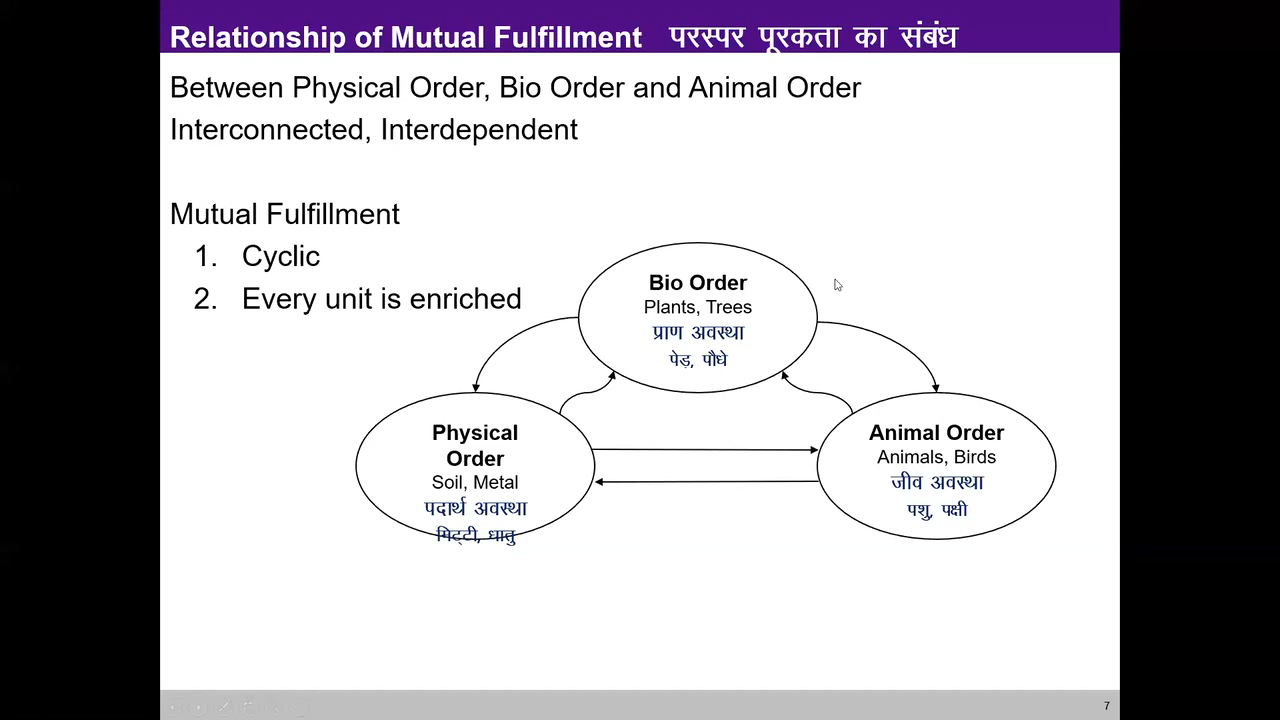 Relationship of Mutual Fulfillment परस्पर पूरकता का संबंध
Between Physical Order, Bio Order and Animal Order
Interconnected, Interdependent
Mutual Fulfillment
1. Cyclic
2. Every unit is enriched
Bio Order
Plants, Trees
प्राण अवस्था
पेड़, पौधे
Physical
Order
Soil, Metal
पदार्थ अवस्था
मिट्टी, धातु
Animal Order
Animals, Birds
जीव अवस्था
पशु, पक्षी
7